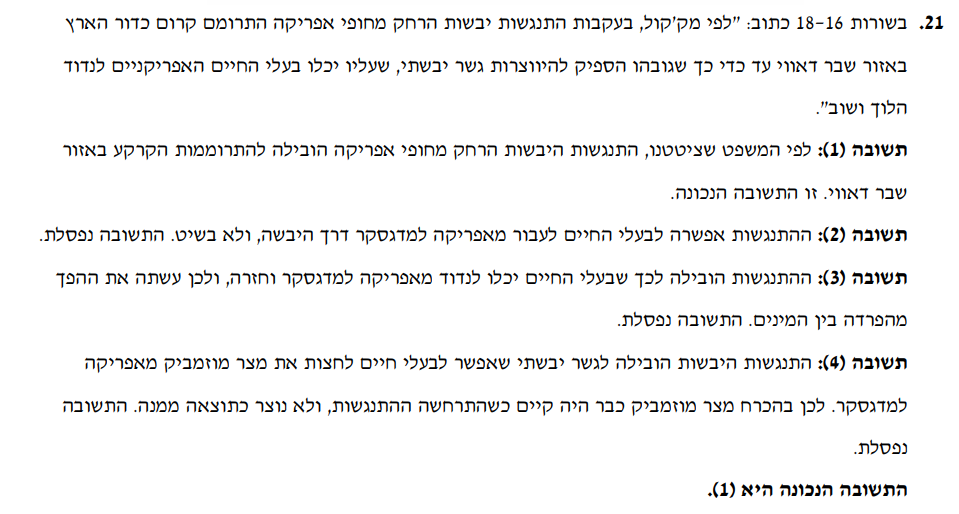 21. בשורות 16–18 כתוב: "לפי מק'קול, בעקבות התנגשות יבשות הרחק מחופי אפריקה התרומם קרום כדור הארץ
באזור שבר דאווי עד כדי כך שגובהו הספיק להיווצרות גשר יבשתי, שעליו יכלו בעלי החיים האפריקניים לנדוד
הלוך ושוב".
תשובה (1): לפי המשפט שציטטנו, התנגשות היבשות הרחק מחופי אפריקה הובילה להתרוממות הקרקע באזור
שבר דאווי. זו התשובה הנכונה.
תשובה (2): ההתנגשות אפשרה לבעלי החיים לעבור מאפריקה למדגסקר דרך היבשה, ולא בשיט. התשובה נפסלת.
תשובה (3): ההתנגשות הובילה לכך שבעלי החיים יכלו לנדוד מאפריקה למדגסקר וחזרה, ולכן עשתה את ההפך
מהפרדה בין המינים. התשובה נפסלת.
תשובה (4): התנגשות היבשות הובילה לגשר יבשתי שאפשר לבעלי חיים לחצות את מצר מוזמביק מאפריקה
למדגסקר. לכן בהכרח מצר מוזמביק כבר היה קיים כשהתרחשה ההתנגשות, ולא נוצר כתוצאה ממנה. התשובה
נפסלת.
התשובה הנכונה היא (1).